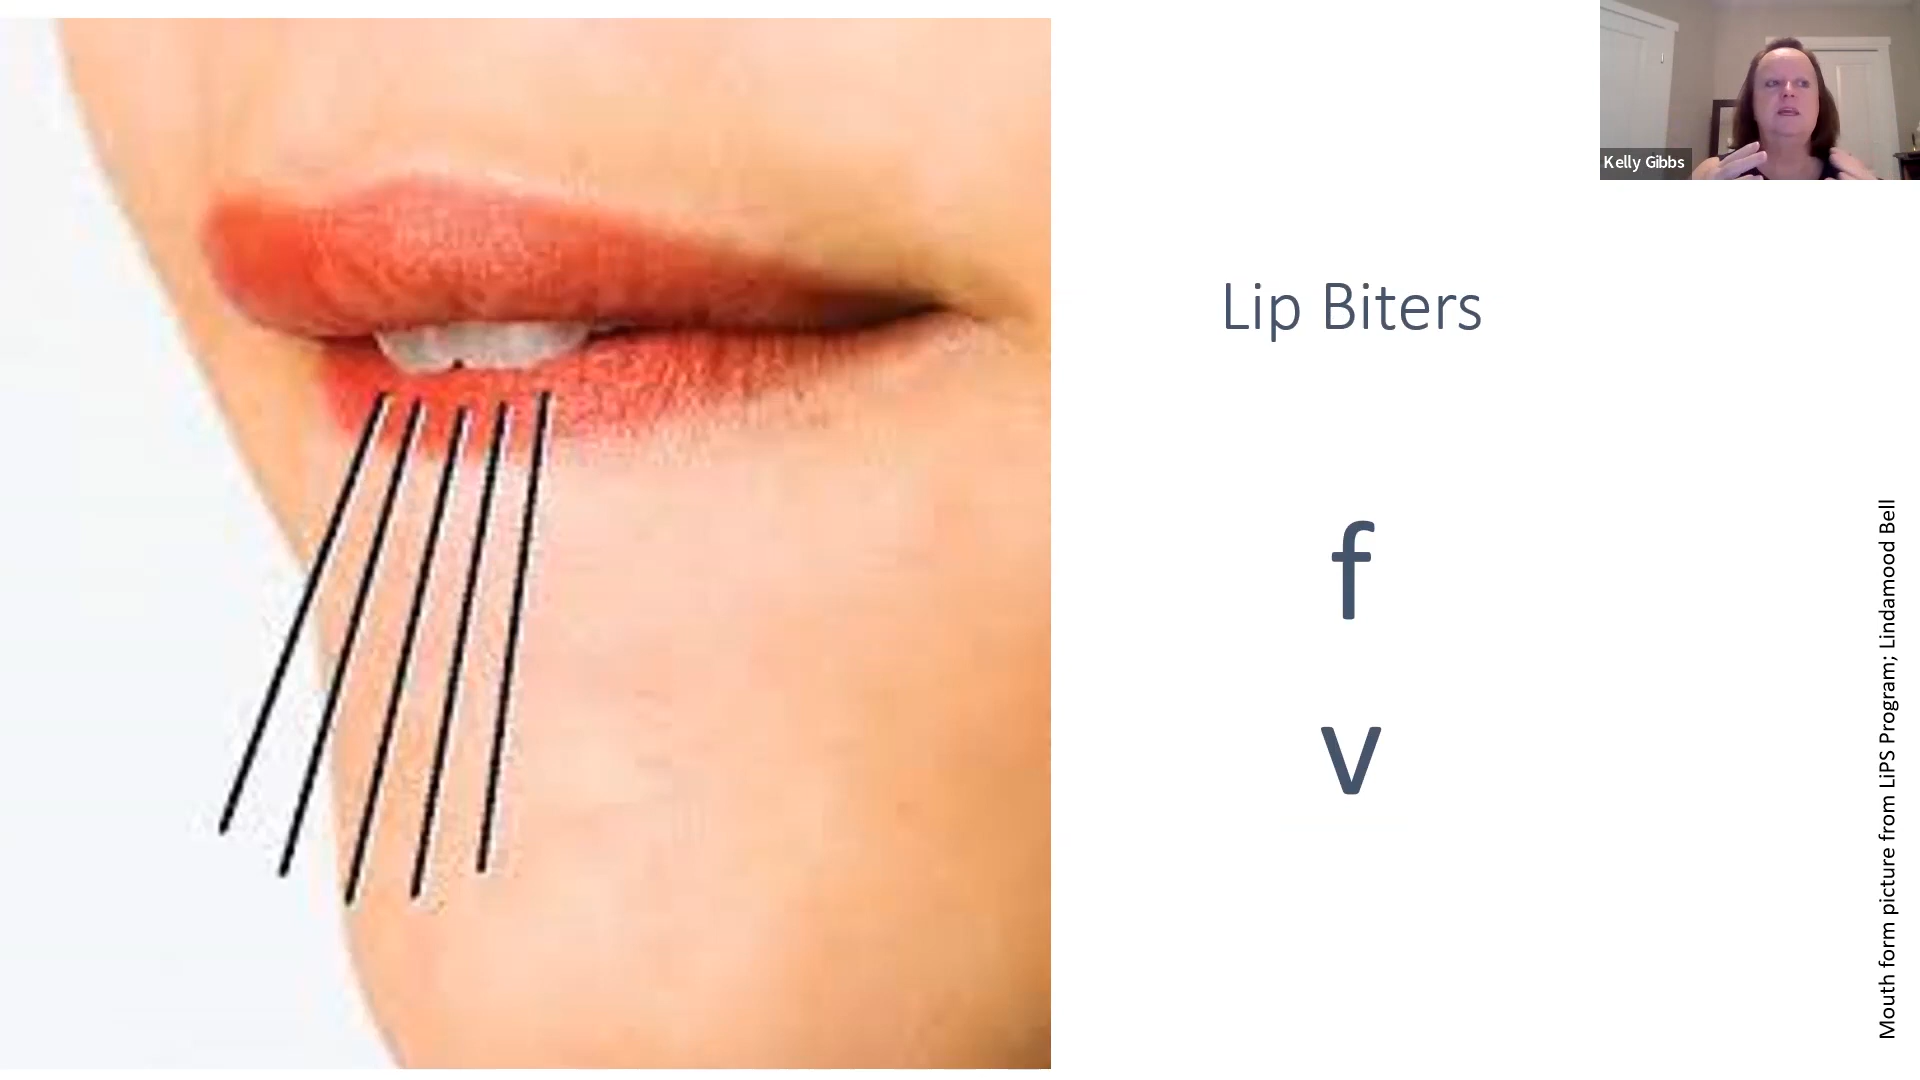 Kelly Gibbs
Lip Biters
f
v
Mouth form picture from LiPS Program; Lindamood Bell